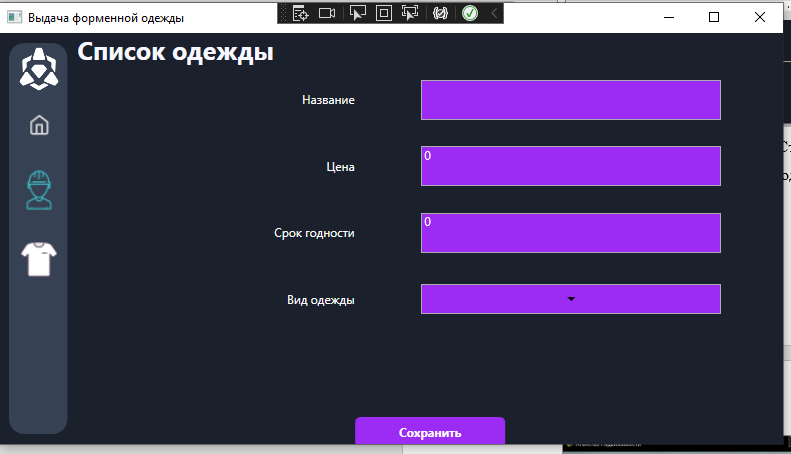 Выдача форменной одежды
Список одежды
Название
Цена
0
Срок годности
0
Вид одежды
Сохранить